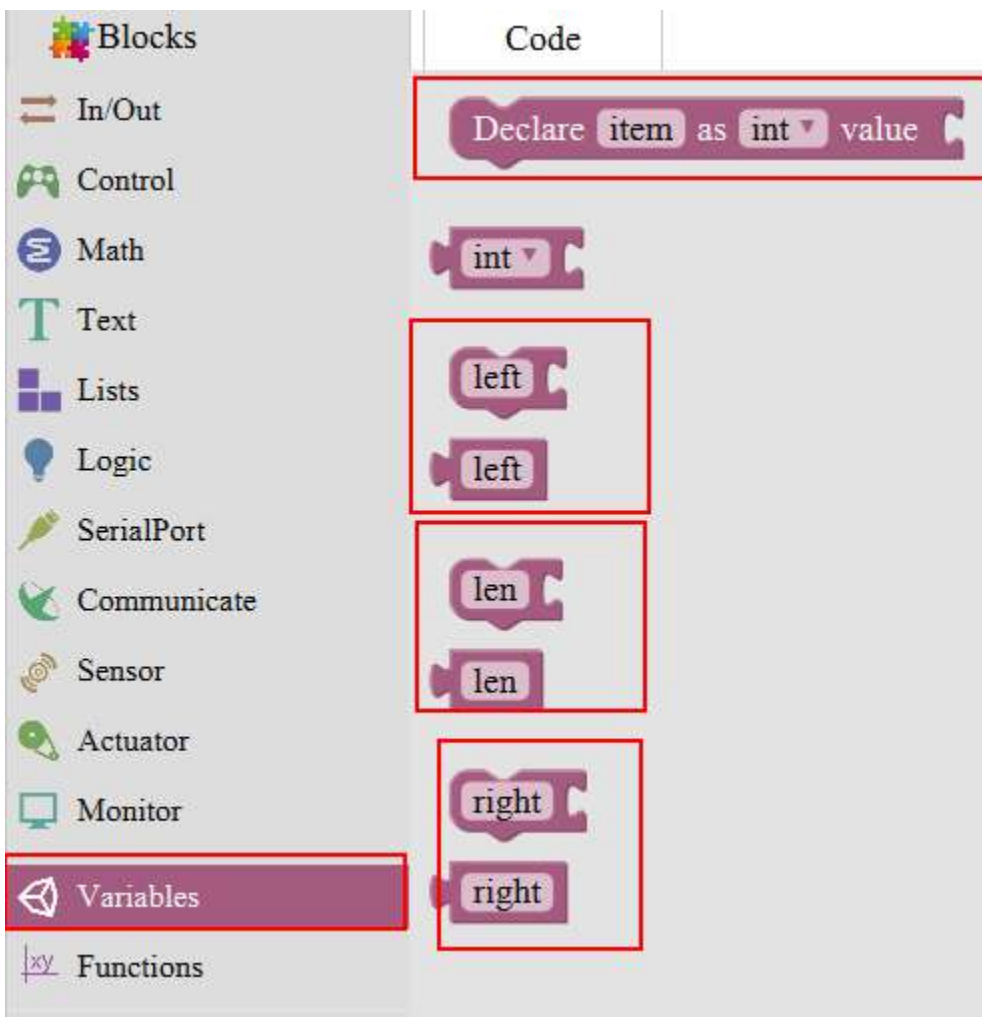 Blocks
Code
In/Out
Control
Math
Text
Lists
Logic
SerialPort
Communicate
Sensor
Actuator
Monitor
Variables
xy
Functions
Declare item as int value
int
left
left
len
len
right
right